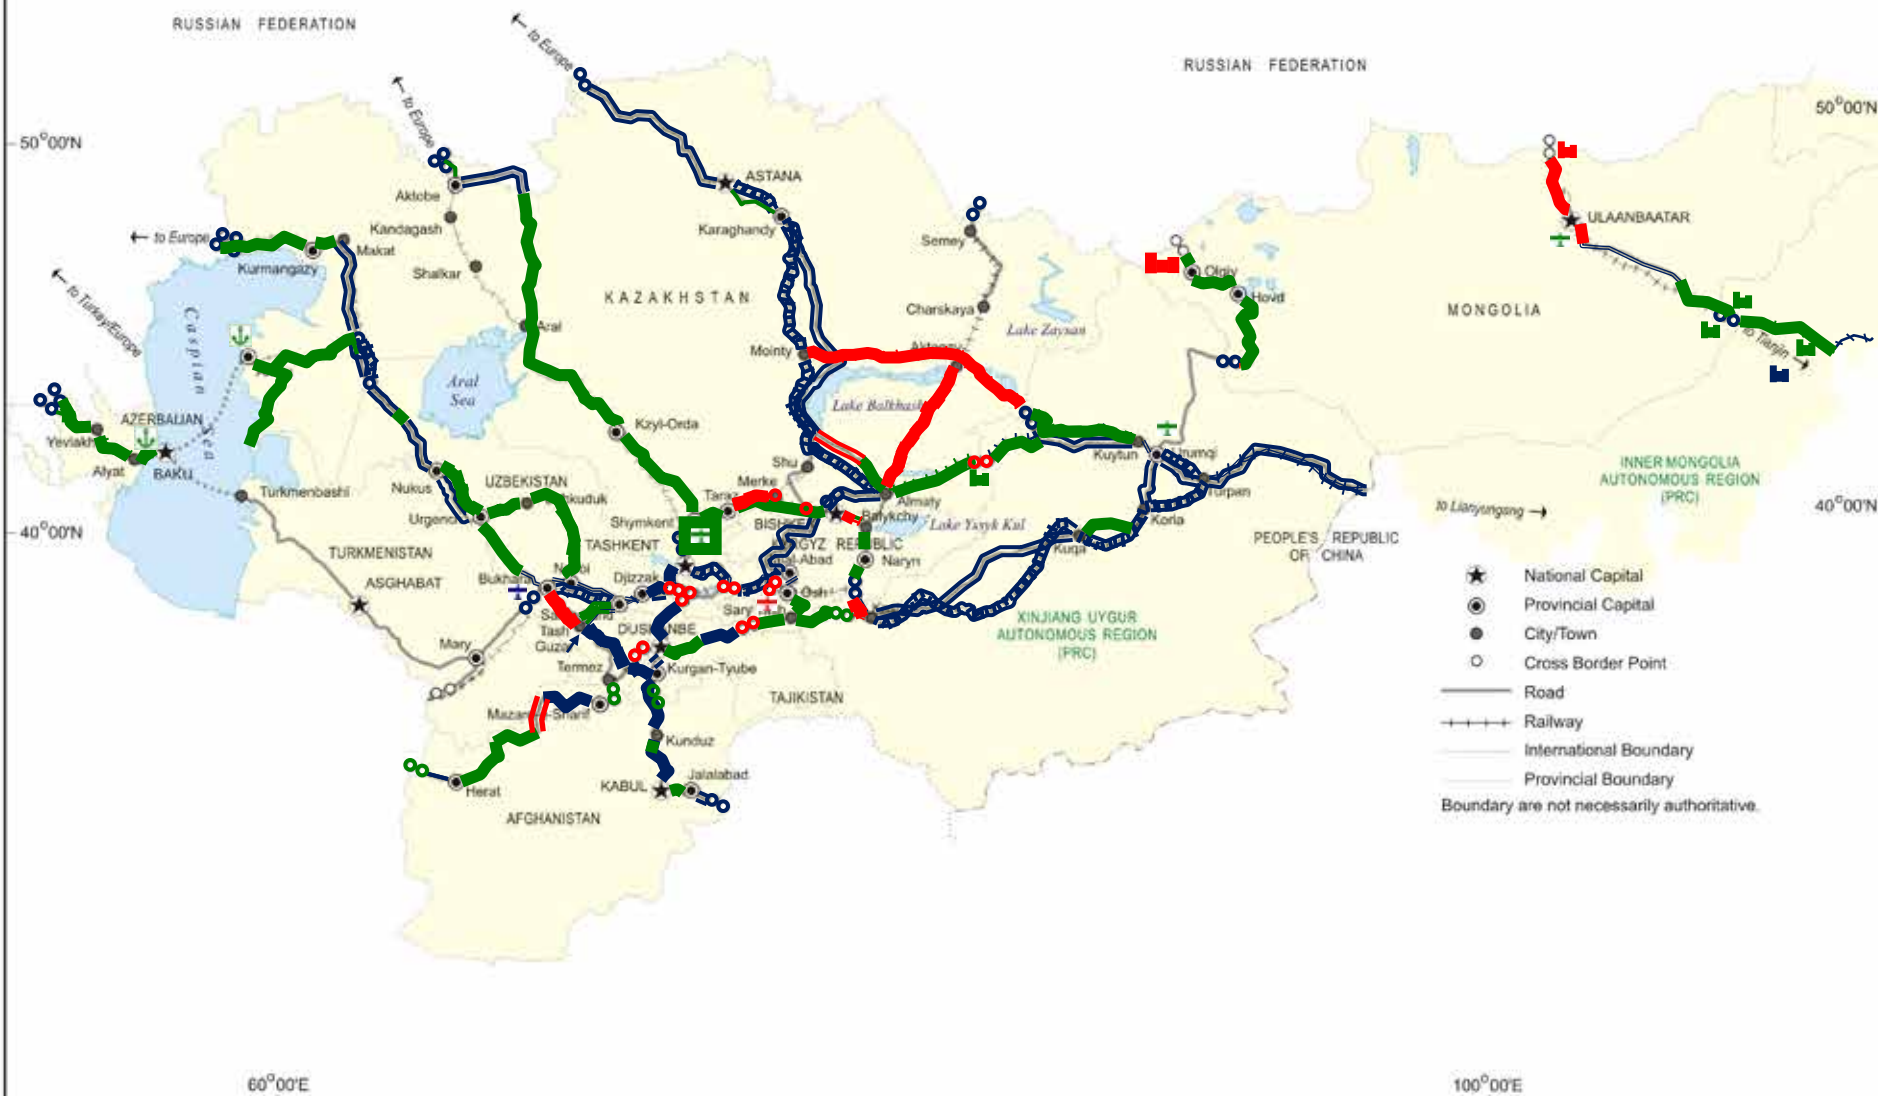 RUSSIAN FEDERATION
to Europe
RUSSIAN FEDERATION
50°00'N
50°00'N
to Europe
ASTANA
Aktobe
Kandagash
Karaghandy
Semey
ULAANBAATAR
to Europe
Kurmangazy
Makat
Shalkar
Olgiy
Hovd
to Turkey/Europe
KAZAKHSTAN
Charskaya
MONGOLIA
Caspian Sea
Aral
Lake Zaysan
Mointy
to Tianjin
Aral
Sea
Lake Balkhash
AZERBAIJAN
Yevlakh
Alyat
BAKU
Kzyl-Orda
Kuytun
Urumqi
Turpan
INNER MONGOLIA
AUTONOMOUS REGION
(PRC)
Shu
Merke
Nukus
UZBEKISTAN
Turkmenbashi
Almaty
Urgench
Shymkent
Balykchy
Lake Yssyk Kul
Korla
to Lianyungang
40°00'N
40°00'N
TURKMENISTAN
TASHKENT
REPUBLIC
Naryn
Kuqa
PEOPLE'S REPUBLIC
OF CHINA
ASGHABAT
Bukhara
Djizzak
Osh
National Capital
Provincial Capital
XINJIANG UYGUR
AUTONOMOUS REGION
(PRC)
City/Town
Mary
Termez
Kurgan-Tyube
Cross Border Point
TAJIKISTAN
Road
Railway
Kunduz
International Boundary
Jalalabad
Provincial Boundary
KABUL
Herat
Boundary are not necessarily authoritative.
AFGHANISTAN
60°00'E
100°00'E